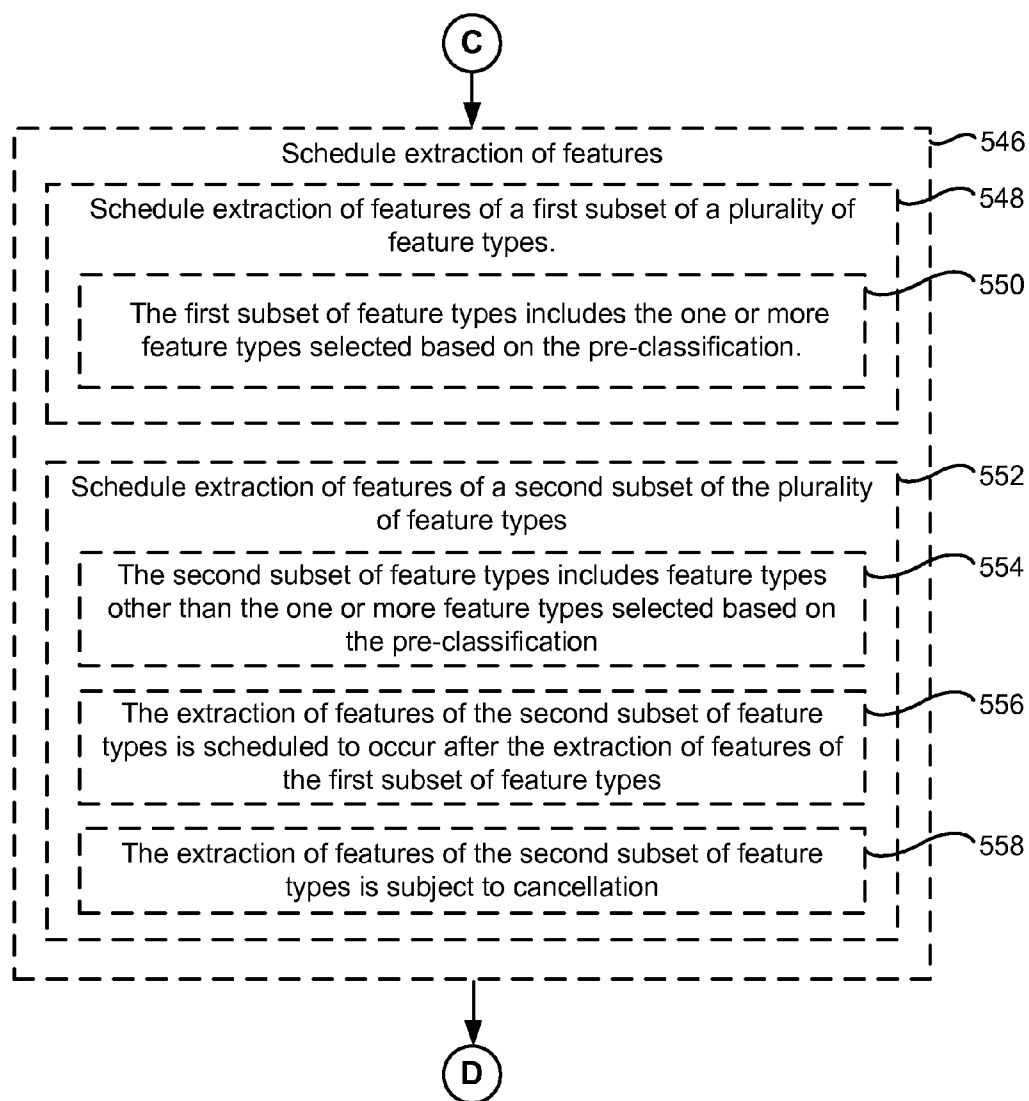 C
Schedule extraction of features
546
Schedule extraction of features of a first subset of a plurality of
feature types.
548
The first subset of feature types includes the one or more
feature types selected based on the pre-classification.
550
Schedule extraction of features of a second subset of the plurality
of feature types
552
The second subset of feature types includes feature types
other than the one or more feature types selected based on
the pre-classification
554
The extraction of features of the second subset of feature
types is scheduled to occur after the extraction of features of
the first subset of feature types
556
The extraction of features of the second subset of feature
types is subject to cancellation
558
D